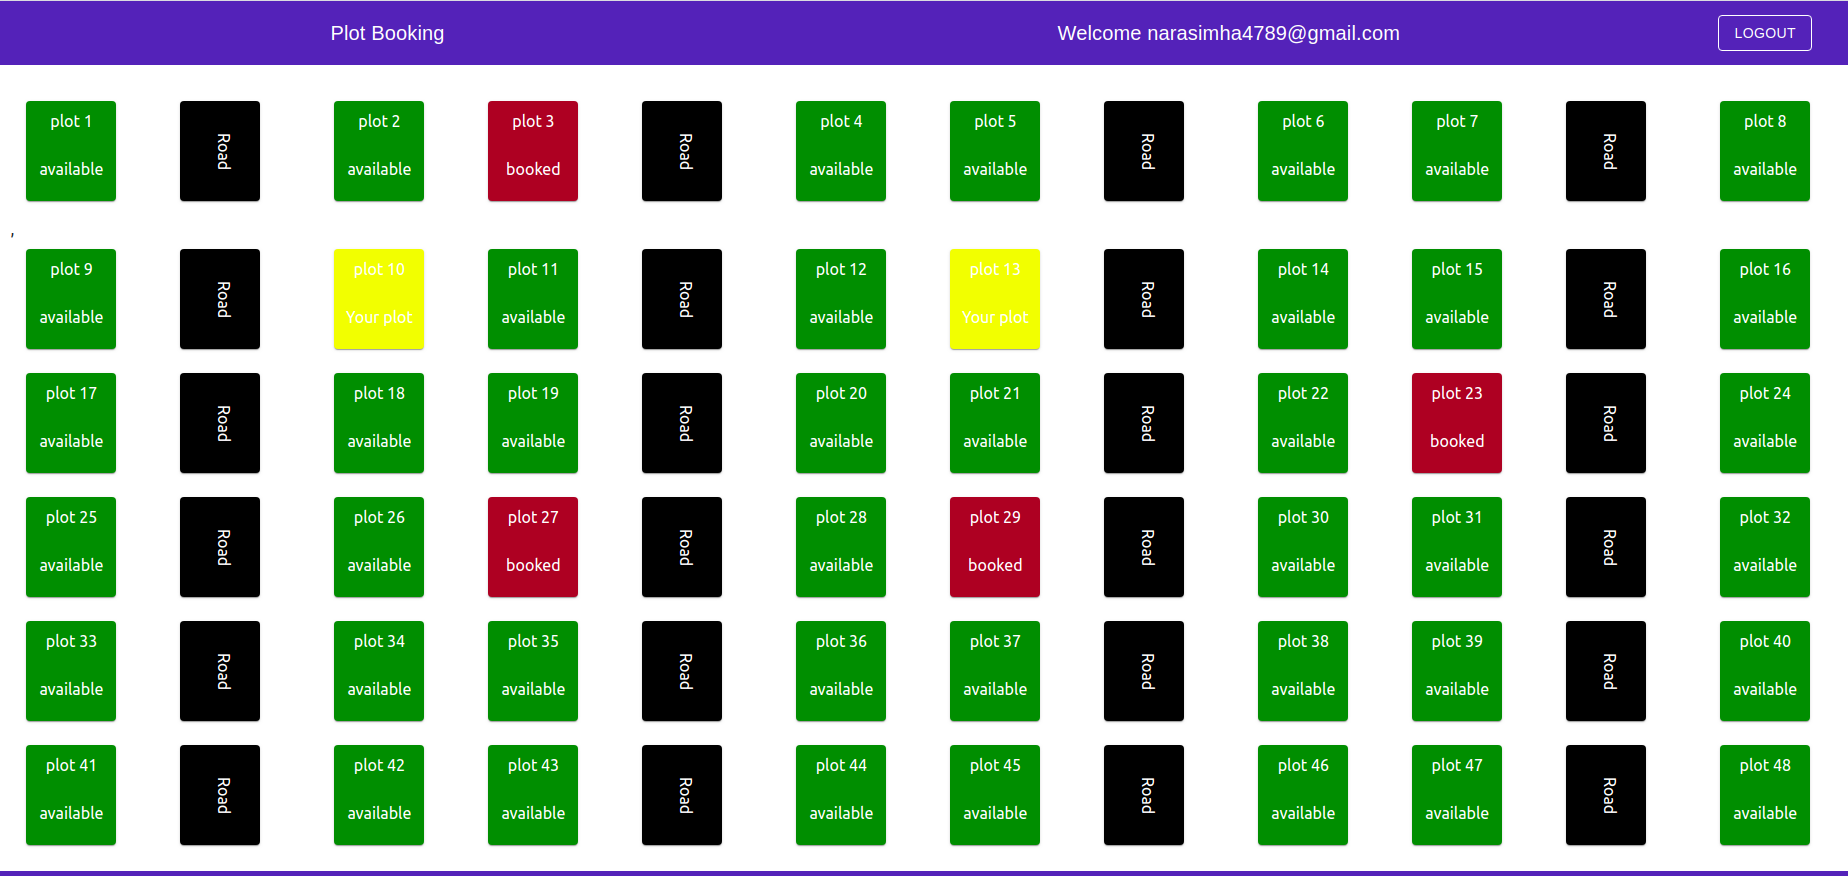 Plot Booking Welcome narasimha4789@gmail.com LOGOUT
plot 1 Road plot 2 plot 3 Road plot 4 plot 5 Road plot 6 plot 7 Road plot 8
available available booked available available available available available
,
plot 9 Road plot 10 plot 11 Road plot 12 plot 13 Road plot 14 plot 15 Road plot 16
available Your plot available available Your plot available available available
plot 17 Road plot 18 plot 19 Road plot 20 plot 21 Road plot 22 plot 23 Road plot 24
available available available available available available booked available
plot 25 Road plot 26 plot 27 Road plot 28 plot 29 Road plot 30 plot 31 Road plot 32
available available booked available booked available available available
plot 33 Road plot 34 plot 35 Road plot 36 plot 37 Road plot 38 plot 39 Road plot 40
available available available available available available available available
plot 41 Road plot 42 plot 43 Road plot 44 plot 45 Road plot 46 plot 47 Road plot 48
available available available available available available available available